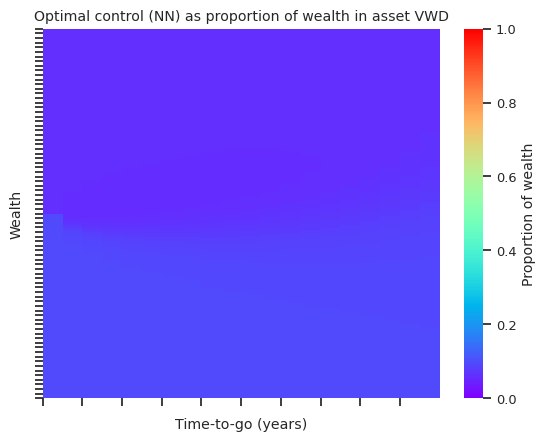 Optimal control (NN) as proportion of wealth in asset VWD
Wealth
Time-to-go (years)
1.0
0.8
0.6
0.4
0.2
0.0
Proportion of wealth